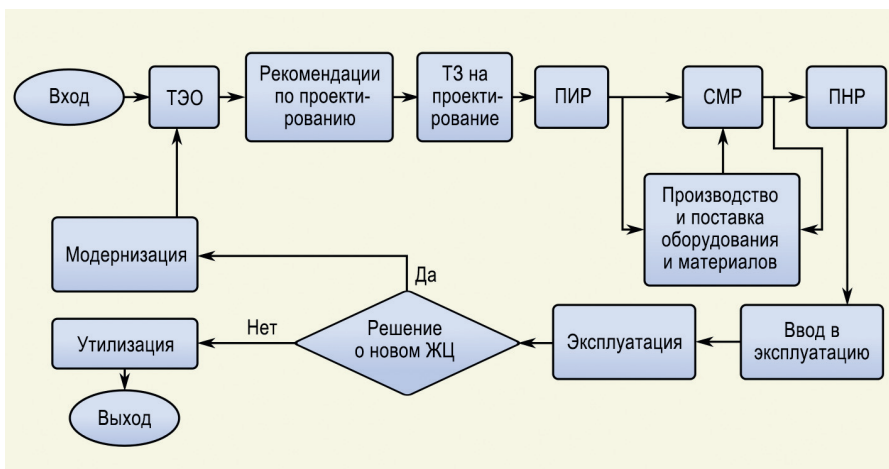 Вход
ТЭО
Рекомендации
по проекти-
рованию
ТЗ на
проекти-
рование
ПИР
СМР
ПНР
Производство
и поставка
оборудования
и материалов
Модернизация
Да
Утилизация
Нет
Решение
о новом ЖЦ
Эксплуатация
Ввод в
эксплуатацию
Выход